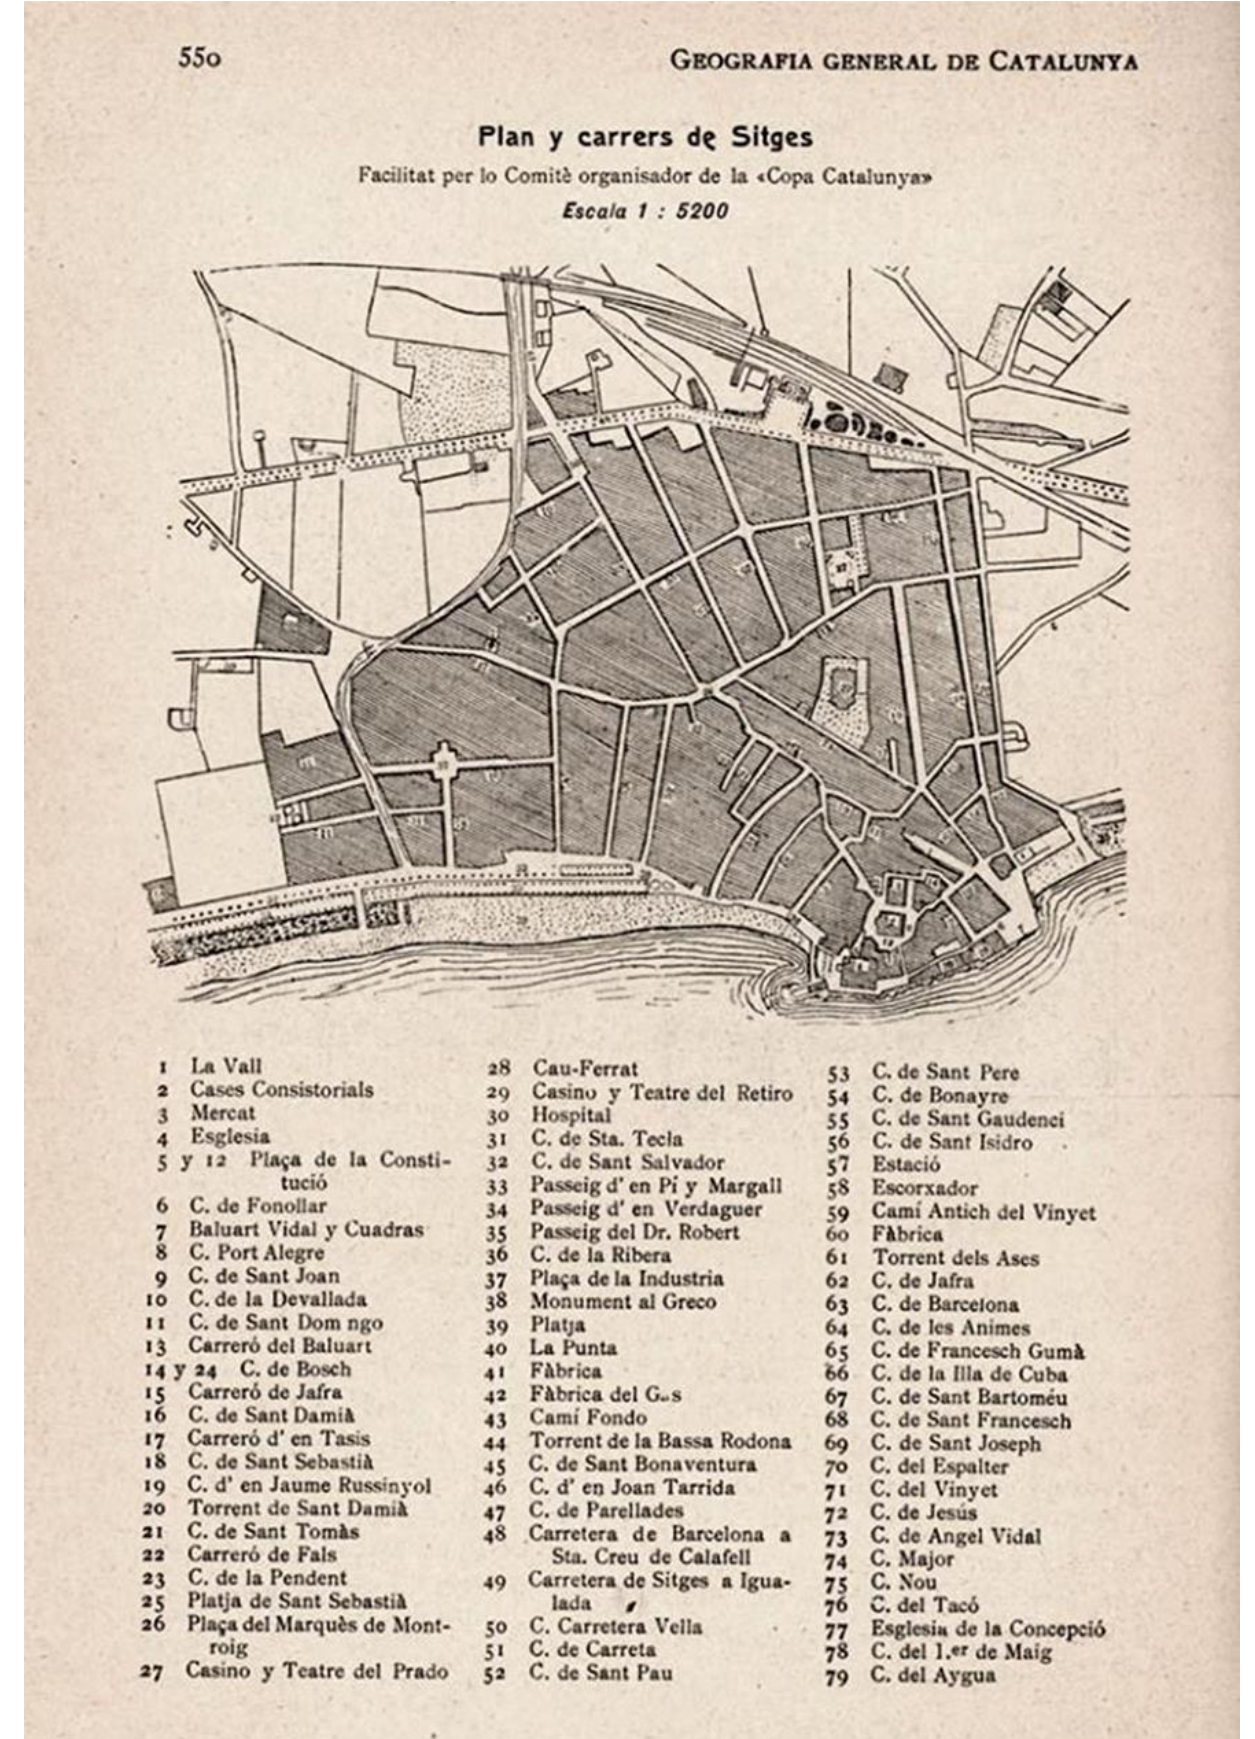 550
GEOGRAFIA GENERAL DE CATALUNYA
Plan y carrers de Sitges
Facilitat per lo Comitè organisador de la «Copa Catalunya»
Escala 1 : 5200
1 La Vall
2 Cases Consistorials
3 Mercat
4 Esglesia
5 y 12 Plaça de la Consti-
tució
6 C. de Fonollar
7 Baluart Vidal y Cuadras
8 C. Port Alegre
9 C. de Sant Joan
10 C. de la Devallada
11 C. de Sant Dom ngo
13 Carreró del Baluart
14 y 24 C. de Bosch
15 Carreró de Jafra
16 C. de Sant Damià
17 Carreró d' en Tasis
18 C. de Sant Sebastià
19 C. d' en Jaume Russinyol
20 Torrent de Sant Damià
21 C. de Sant Tomàs
22 Carreró de Fals
23 C. de la Pendent
25 Platja de Sant Sebastià
26 Plaça del Marquès de Mont-
roig
27 Casino y Teatre del Prado
28 Cau-Ferrat
29 Casino y Teatre del Retiro
30 Hospital
31 C. de Sta. Tecla
32 C. de Sant Salvador
33 Passeig d' en Pí y Margall
34 Passeig d' en Verdaguer
35 Passeig del Dr. Robert
36 C. de la Ribera
37 Plaça de la Industria
38 Monument al Greco
39 Platja
40 La Punta
41 Fàbrica
42 Fàbrica del G..s
43 Camí Fondo
44 Torrent de la Bassa Rodona
45 C. de Sant Bonaventura
46 C. d' en Joan Tarrida
47 C. de Parellades
48 Carretera de Barcelona a
Sta. Creu de Calafell
49 Carretera de Sitges a Igua-
lada
50 C. Carretera Vella
51 C. de Carreta
52 C. de Sant Pau
53 C. de Sant Pere
54 C. de Bonayre
55 C. de Sant Gaudenci
56 C. de Sant Isidro
57 Estació
58 Escorxador
59 Camí Antich del Vinyet
60 Fàbrica
61 Torrent dels Ases
62 C. de Jafra
63 C. de Barcelona
64 C. de les Animes
65 C. de Francesch Gumà
66 C. de la Illa de Cuba
67 C. de Sant Bartoméu
68 C. de Sant Francesch
69 C. de Sant Joseph
70 C. del Espalter
71 C. del Vinyet
72 C. de Jesús
73 C. de Angel Vidal
74 C. Major
75 C. Nou
76 C. del Tacó
77 Esglesia de la Concepció
78 C. del 1.er de Maig
79 C. del Aygua